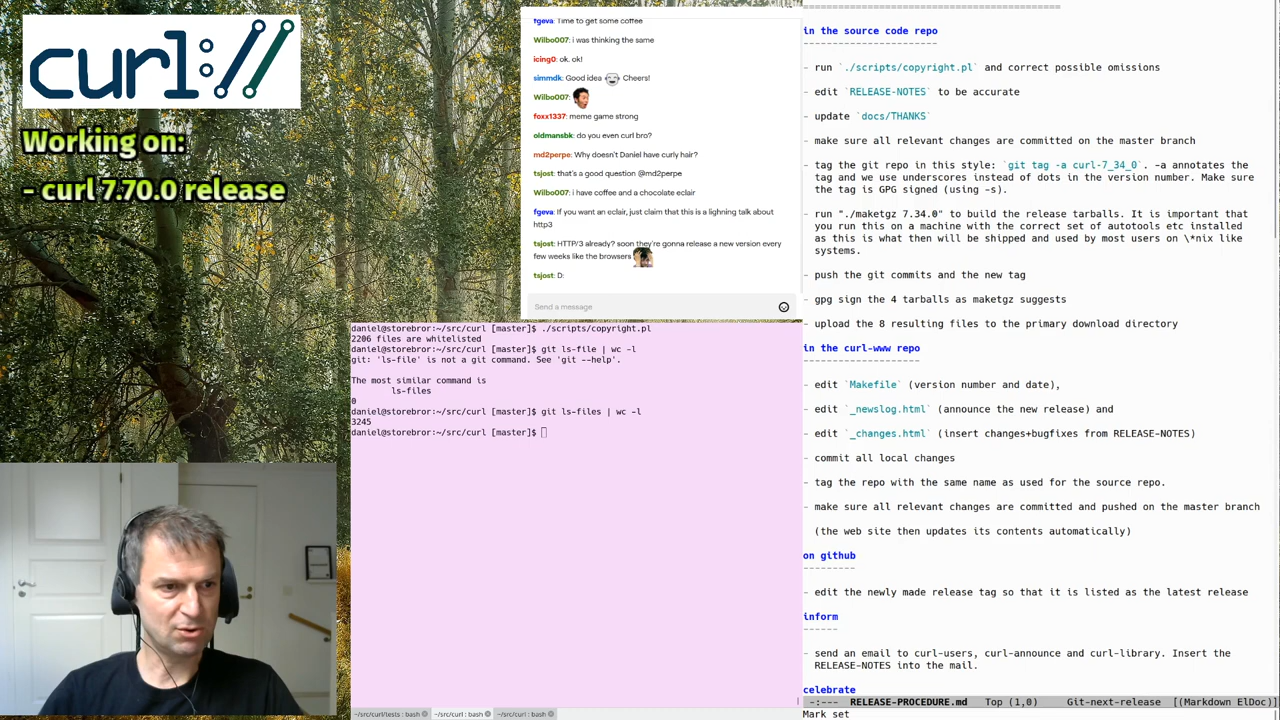 curl://
Working on:
- curl 7.70.0 release
fgeva: Time to get some coffee
Wilbo007: i was thinking the same
icing0: ok. ok!
simmdk: Good idea Cheers!
Wilbo007:
foxx1337: meme game strong
oldmansbk: do you even curl bro?
md2perpe: Why doesn't Daniel have curly hair?
tsjost: that's a good question @md2perpe
Wilbo007: i have coffee and a chocolate eclair
fgeva: If you want an eclair, just claim that this is a lighning talk about
http3
tsjost: HTTP/3 already? soon they're gonna release a new version every
few weeks like the browsers
tsjost: D:
Send a message
daniel@storebror:~/src/curl [master]$ ./scripts/copyright.pl
2206 files are whitelisted
daniel@storebror:~/src/curl [master]$ git ls-file | wc -l
git: 'ls-file' is not a git command. See 'git --help'.
The most similar command is
ls-files
0
daniel@storebror:~/src/curl [master]$ git ls-files | wc -l
3245
daniel@storebror:~/src/curl [master]$
~/src/curl/tests : bash
~/src/curl : bash
~/src/curl : bash
==========================================
in the source code repo
-----------------------
- run `./scripts/copyright.pl` and correct possible omissions
- edit `RELEASE-NOTES` to be accurate
- update `docs/THANKS`
- make sure all relevant changes are committed on the master branch
- tag the git repo in this style: `git tag -a curl-7_34_0`. -a annotates the
tag and we use underscores instead of dots in the version number. Make sure
the tag is GPG signed (using -s).
- run "./maketgz 7.34.0" to build the release tarballs. It is important that
you run this on a machine with the correct set of autotools etc installed
as this is what then will be shipped and used by most users on \*nix like
systems.
- push the git commits and the new tag
- gpg sign the 4 tarballs as maketgz suggests
- upload the 8 resulting files to the primary download directory
in the curl-www repo
--------------------
- edit `Makefile` (version number and date),
- edit `_newslog.html` (announce the new release) and
- edit `_changes.html` (insert changes+bugfixes from RELEASE-NOTES)
- commit all local changes
- tag the repo with the same name as used for the source repo.
- make sure all relevant changes are committed and pushed on the master branch
(the web site then updates its contents automatically)
on github
---------
- edit the newly made release tag so that it is listed as the latest release
inform
------
- send an email to curl-users, curl-announce and curl-library. Insert the
RELEASE-NOTES into the mail.
celebrate
-:--- RELEASE-PROCEDURE.md Top (1,0) Git-next-release [(Markdown ElDoc)]
Mark set